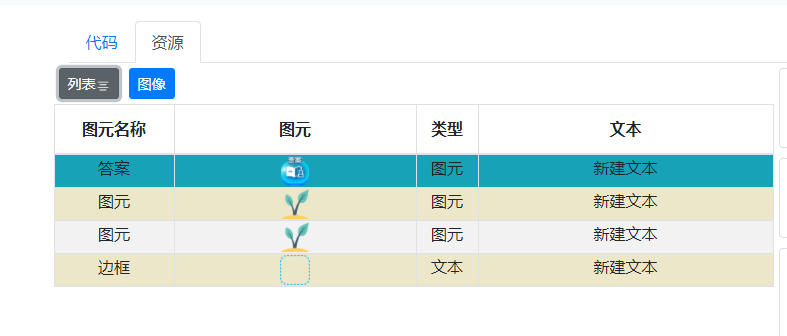 代码 资源
列表 图像
图元名称 图元 类型 文本
答案 答案 图元 新建文本
图元 图元 新建文本
图元 图元 新建文本
边框 文本 新建文本